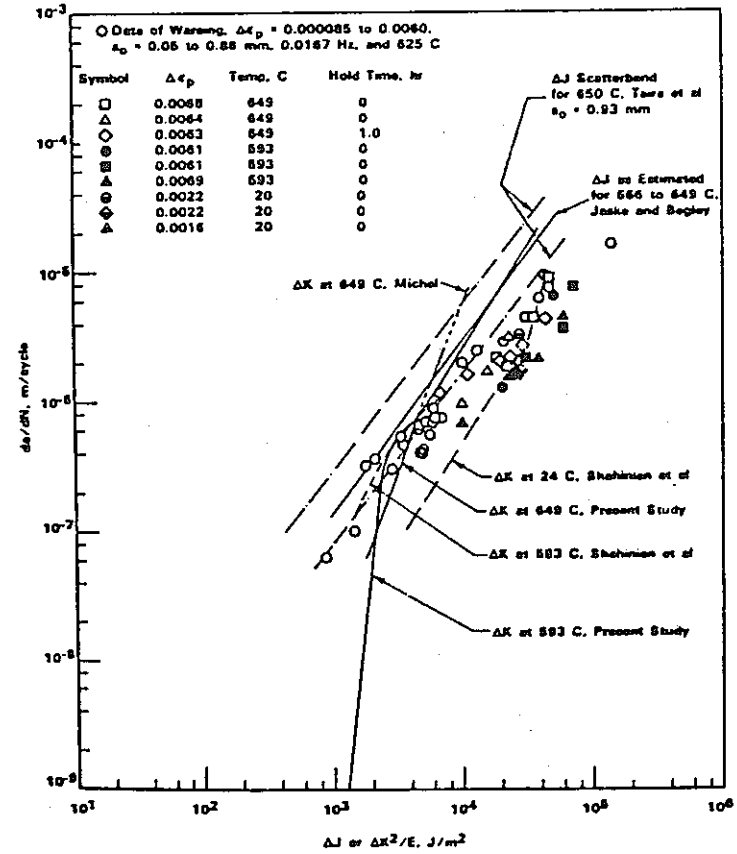 10⁻³
O Data of Wareing, Δεp = 0.000085 to 0.0060,
a₀ = 0.05 to 0.88 mm, 0.0167 Hz, and 625 C
Symbol Δεp Temp, C Hold Time, hr
0.0068 649 0
0.0064 649 0
0.0063 649 1.0
0.0061 593 0
0.0061 593 0
0.0069 593 0
0.0022 20 0
0.0022 20 0
0.0016 20 0
ΔJ Scatterband
for 650 C, Taira et al
a₀ = 0.93 mm
10⁻⁴
ΔJ as Estimated
for 566 to 649 C,
Jaske and Begley
10⁻⁵
ΔK at 649 C, Michel
da/dN, m/cycle
10⁻⁶
ΔK at 24 C, Shahinian et al
ΔK at 649 C, Present Study
10⁻⁷
ΔK at 593 C, Shahinian et al
ΔK at 593 C, Present Study
10⁻⁸
10⁻⁹
10¹ 10² 10³ 10⁴ 10⁵ 10⁶
ΔJ or ΔK²/E, J/m²